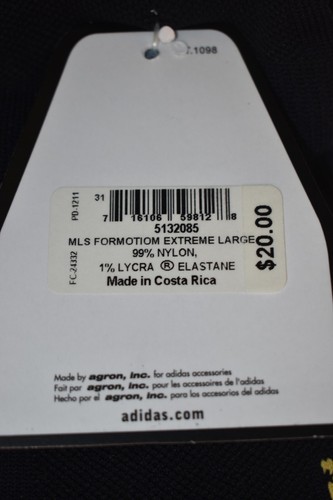 7.1098
PD-1211
31
7 16106 59812 8
5132085
MLS FORMOTIOM EXTREME LARGE
99% NYLON,
1% LYCRA ® ELASTANE
Made in Costa Rica
FC-24332
$20.00
Made by agron, inc. for adidas accessories
Fait par agron, inc. pour les accessoires de l'adidas
Hecho por el agron, inc. para los accesorios del adidas
adidas.com